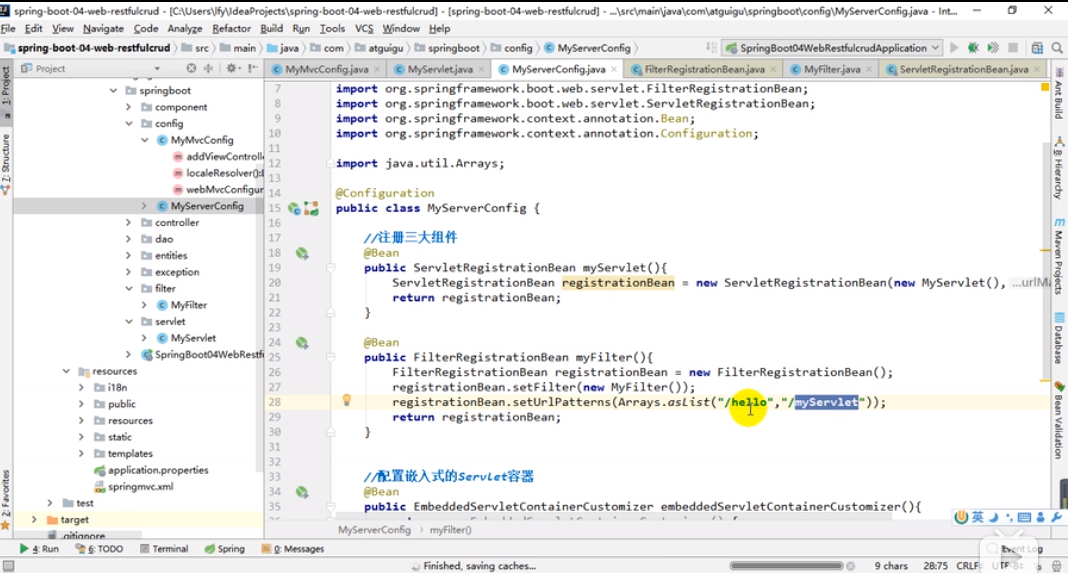 spring-boot-04-web-restfulcrud - [C:\Users\lfy\IdeaProjects\spring-boot-04-web-restfulcrud] - [spring-boot-04-web-restfulcrud] - ...\src\main\java\com\atguigu\springboot\config\MyServerConfig.java - Int...
File Edit View Navigate Code Analyze Refactor Build Run Tools VCS Window Help
spring-boot-04-web-restfulcrud src main java com atguigu springboot config MyServerConfig SpringBoot04WebRestfulcrudApplication
Project MyMvcConfig.java MyServlet.java MyServerConfig.java FilterRegistrationBean.java MyFilter.java ServletRegistrationBean.java
1: Project
7: Structure
2: Favorites
springboot
component
config
MyMvcConfig
addViewControlle
localeResolver():
webMvcConfigur
MyServerConfig
controller
dao
entities
exception
filter
MyFilter
servlet
MyServlet
SpringBoot04WebRestf
resources
i18n
public
resources
static
templates
application.properties
springmvc.xml
test
target
.gitignore
7 import org.springframework.boot.web.servlet.FilterRegistrationBean;
8 import org.springframework.boot.web.servlet.ServletRegistrationBean;
9 import org.springframework.context.annotation.Bean;
10 import org.springframework.context.annotation.Configuration;
11
12 import java.util.Arrays;
13
14 @Configuration
15 public class MyServerConfig {
16
17 //注册三大组件
18 @Bean
19 public ServletRegistrationBean myServlet(){
20 ServletRegistrationBean registrationBean = new ServletRegistrationBean(new MyServlet(), ...urlM
21 return registrationBean;
22 }
23
24 @Bean
25 public FilterRegistrationBean myFilter(){
26 FilterRegistrationBean registrationBean = new FilterRegistrationBean();
27 registrationBean.setFilter(new MyFilter());
28 registrationBean.setUrlPatterns(Arrays.asList("/hello","/myServlet"));
29 return registrationBean;
30 }
31
32
33 //配置嵌入式的Servlet容器
34 @Bean
35 public EmbeddedServletContainerCustomizer embeddedServletContainerCustomizer(){
MyServerConfig myFilter()
Ant Build
8: Hierarchy
Maven Projects
Database
Bean Validation
英
4: Run 6: TODO Terminal Spring 0: Messages Event Log
Finished, saving caches... 9 chars 28:75 CRLF UTF-8